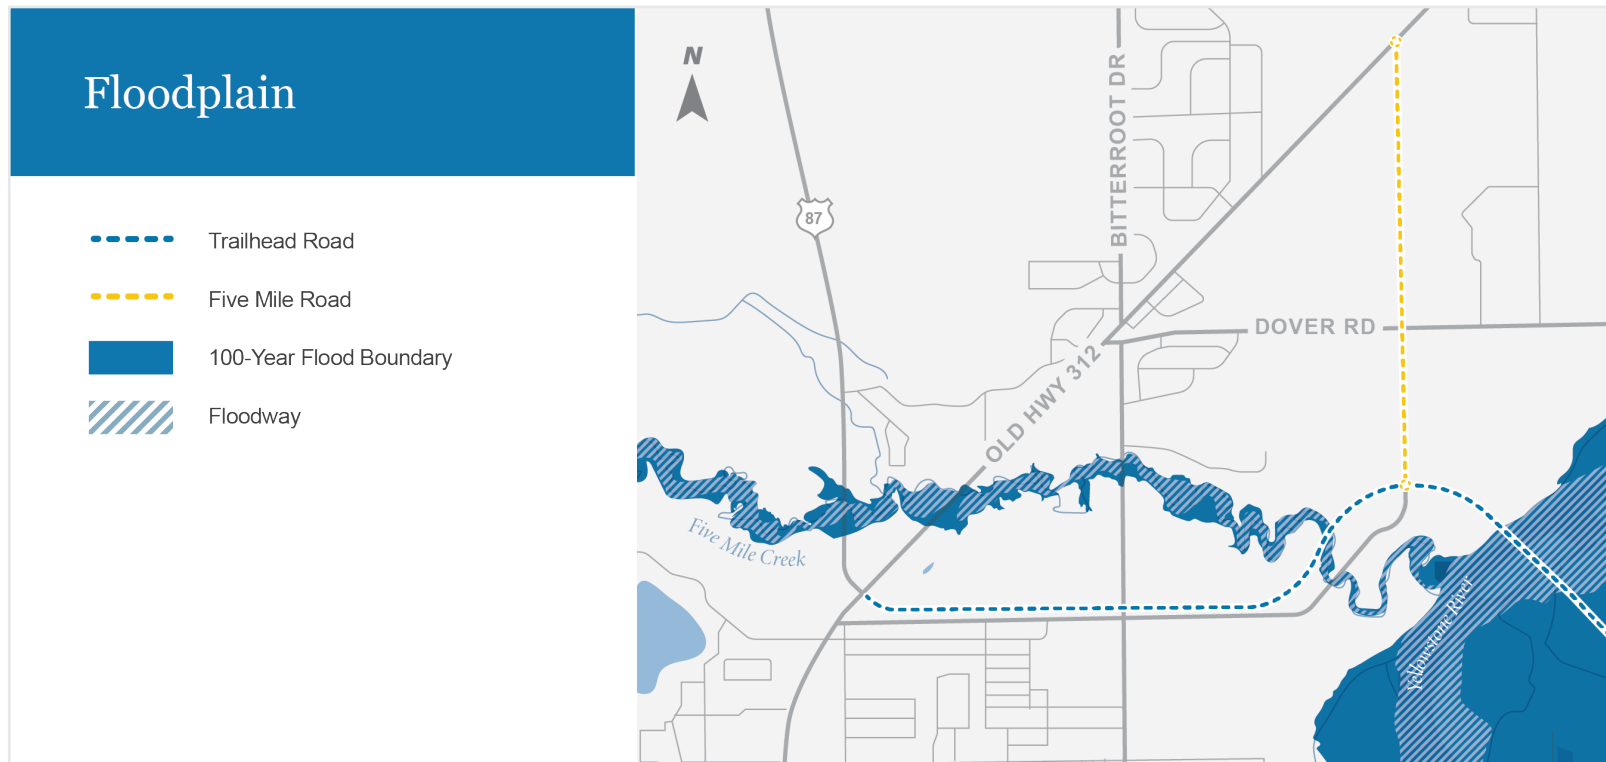 Floodplain
Trailhead Road
Five Mile Road
100-Year Flood Boundary
Floodway
N
87
BITTERROOT DR
DOVER RD
OLD HWY 312
Five Mile Creek
Yellowstone River